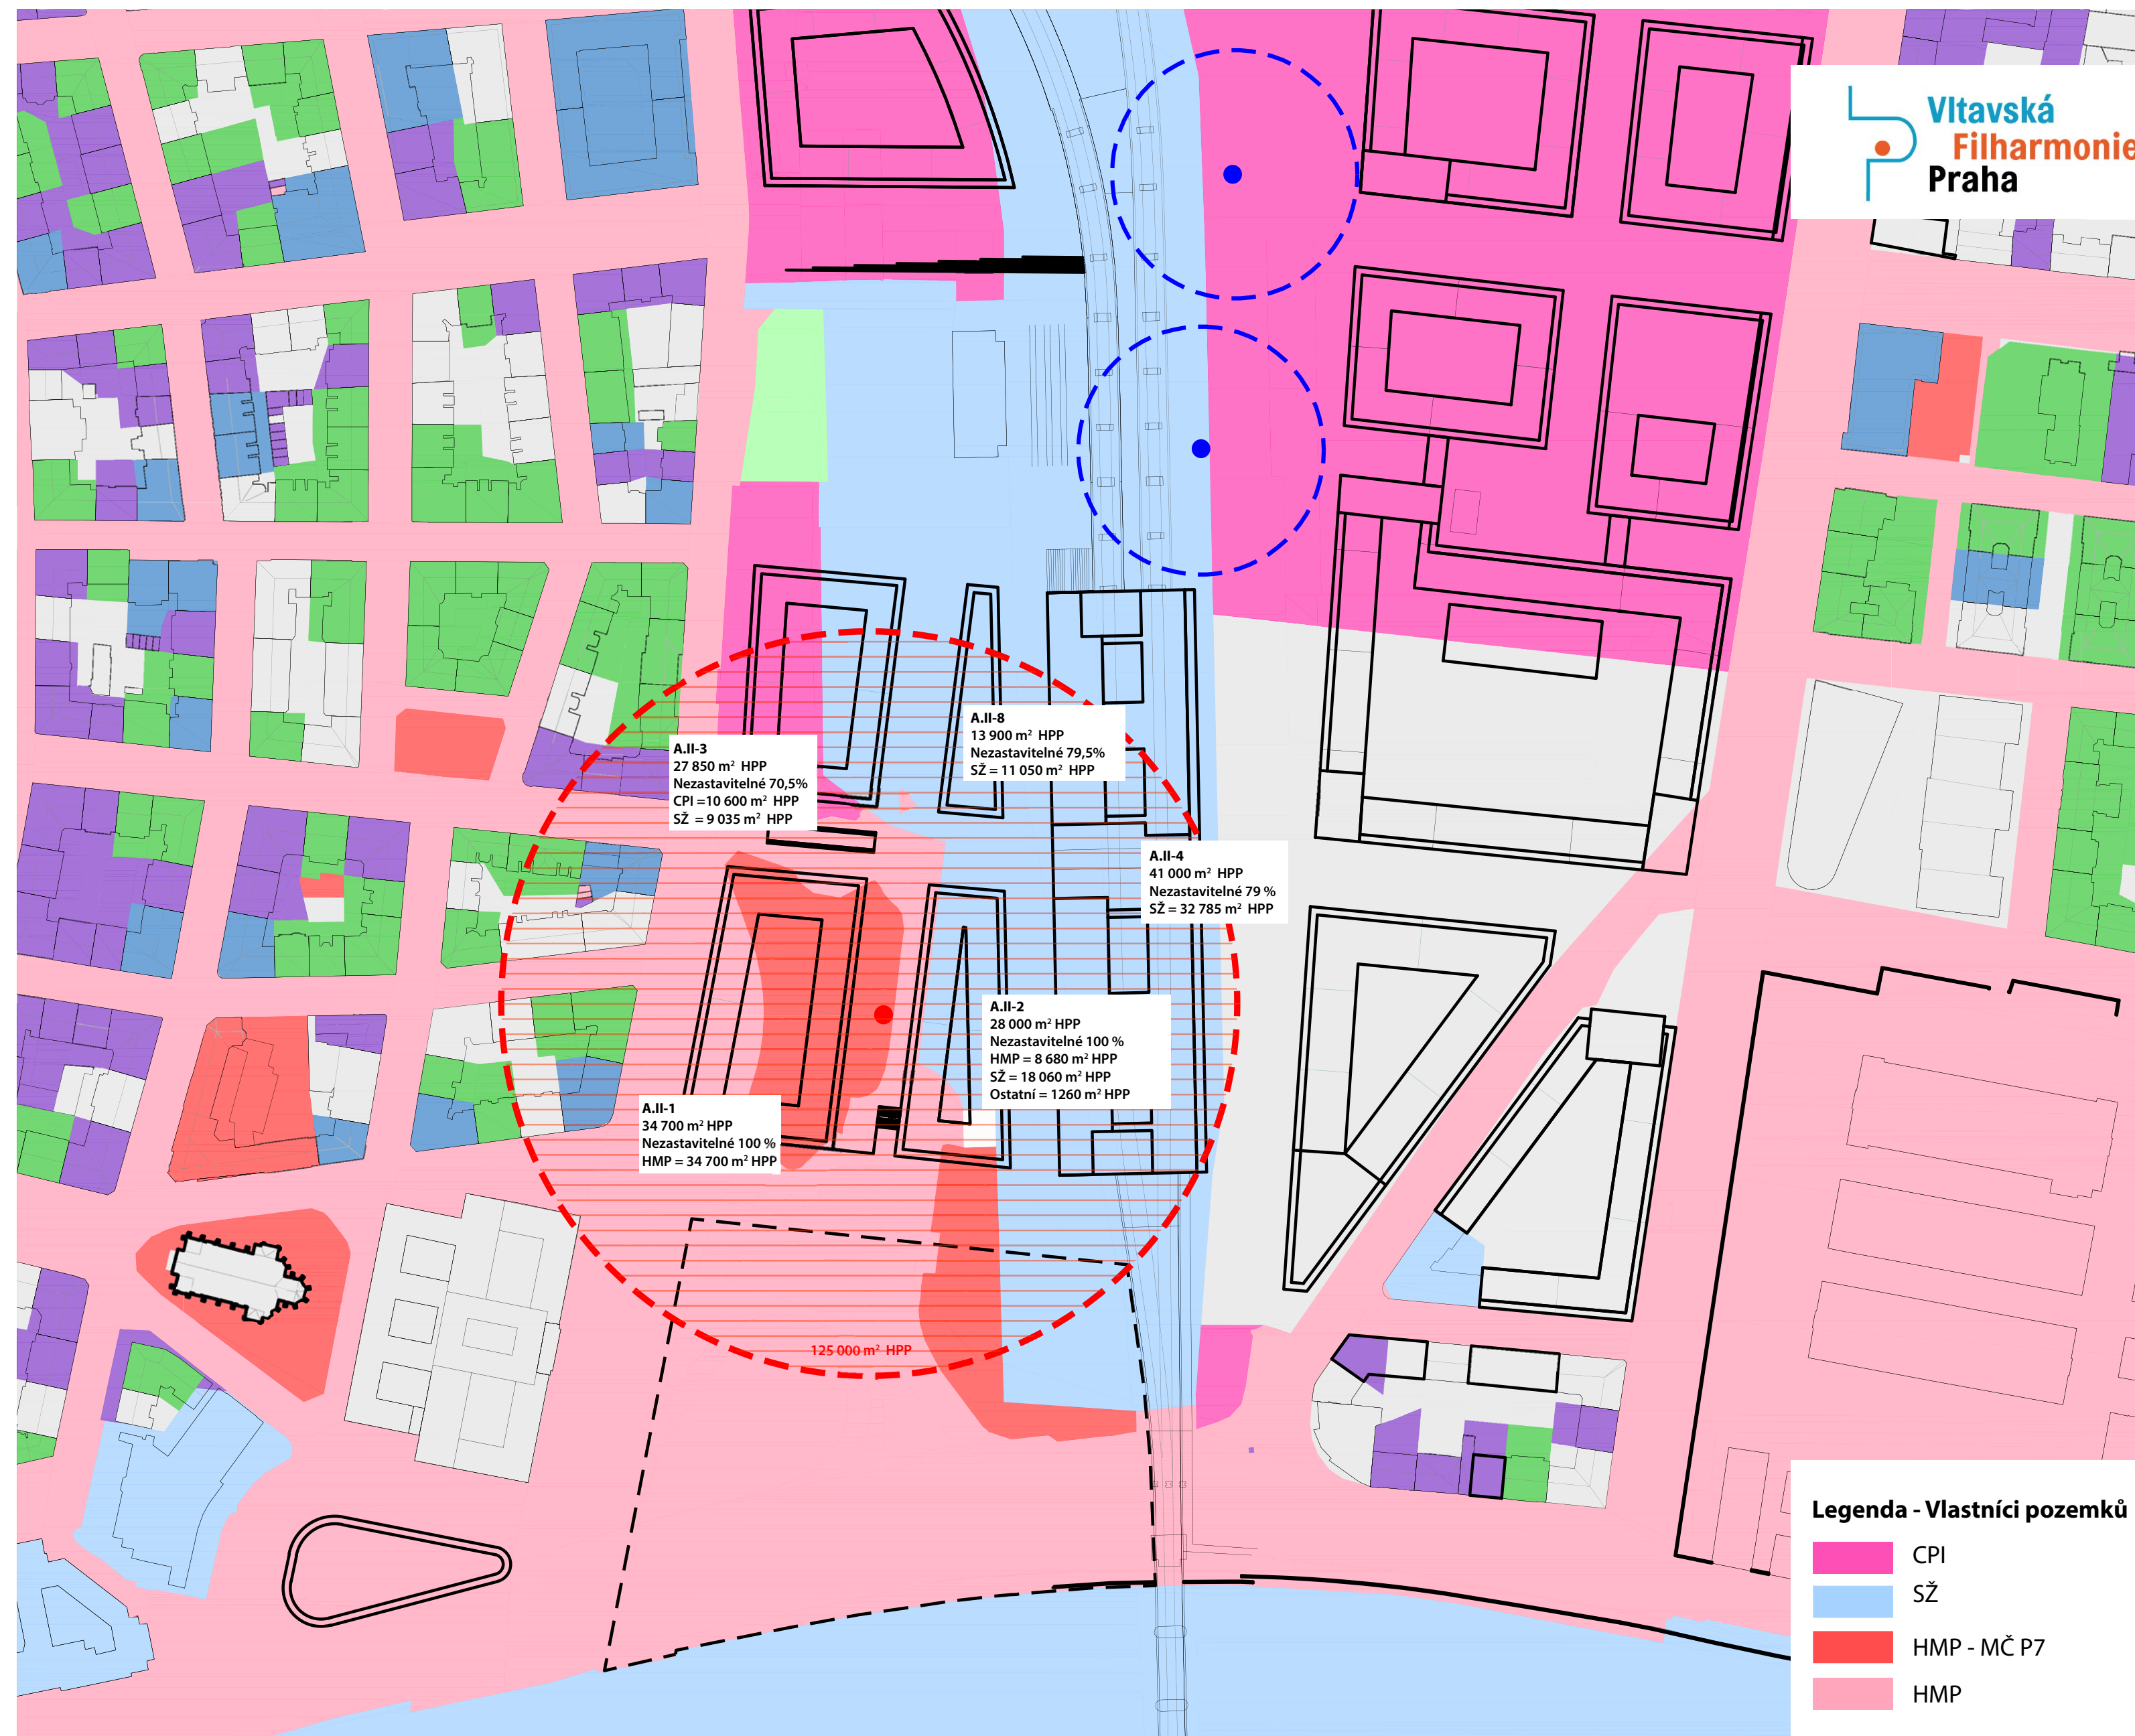 Vltavská
Filharmonie
Praha
A.II-8
13 900 m² HPP
Nezastavitelné 79,5%
SŽ = 11 050 m² HPP
A.II-3
27 850 m² HPP
Nezastavitelné 70,5%
CPI =10 600 m² HPP
SŽ = 9 035 m² HPP
A.II-4
41 000 m² HPP
Nezastavitelné 79 %
SŽ = 32 785 m² HPP
A.II-2
28 000 m² HPP
Nezastavitelné 100 %
HMP = 8 680 m² HPP
SŽ = 18 060 m² HPP
Ostatní = 1260 m² HPP
A.II-1
34 700 m² HPP
Nezastavitelné 100 %
HMP = 34 700 m² HPP
125 000 m² HPP
Legenda - Vlastníci pozemků
CPI
SŽ
HMP - MČ P7
HMP